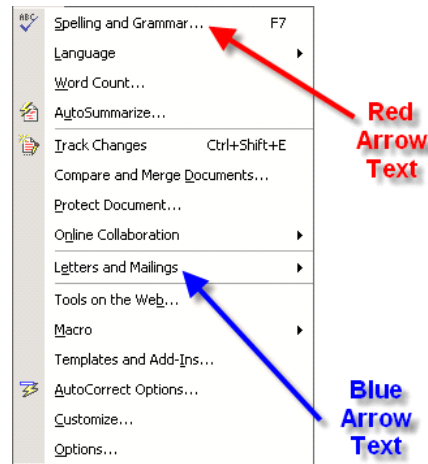 ABC
Spelling and Grammar... F7
Language
Word Count...
AutoSummarize...
Track Changes Ctrl+Shift+E
Compare and Merge Documents...
Protect Document...
Online Collaboration
Letters and Mailings
Tools on the Web...
Macro
Templates and Add-Ins...
AutoCorrect Options...
Customize...
Options...
Red
Arrow
Text
Blue
Arrow
Text